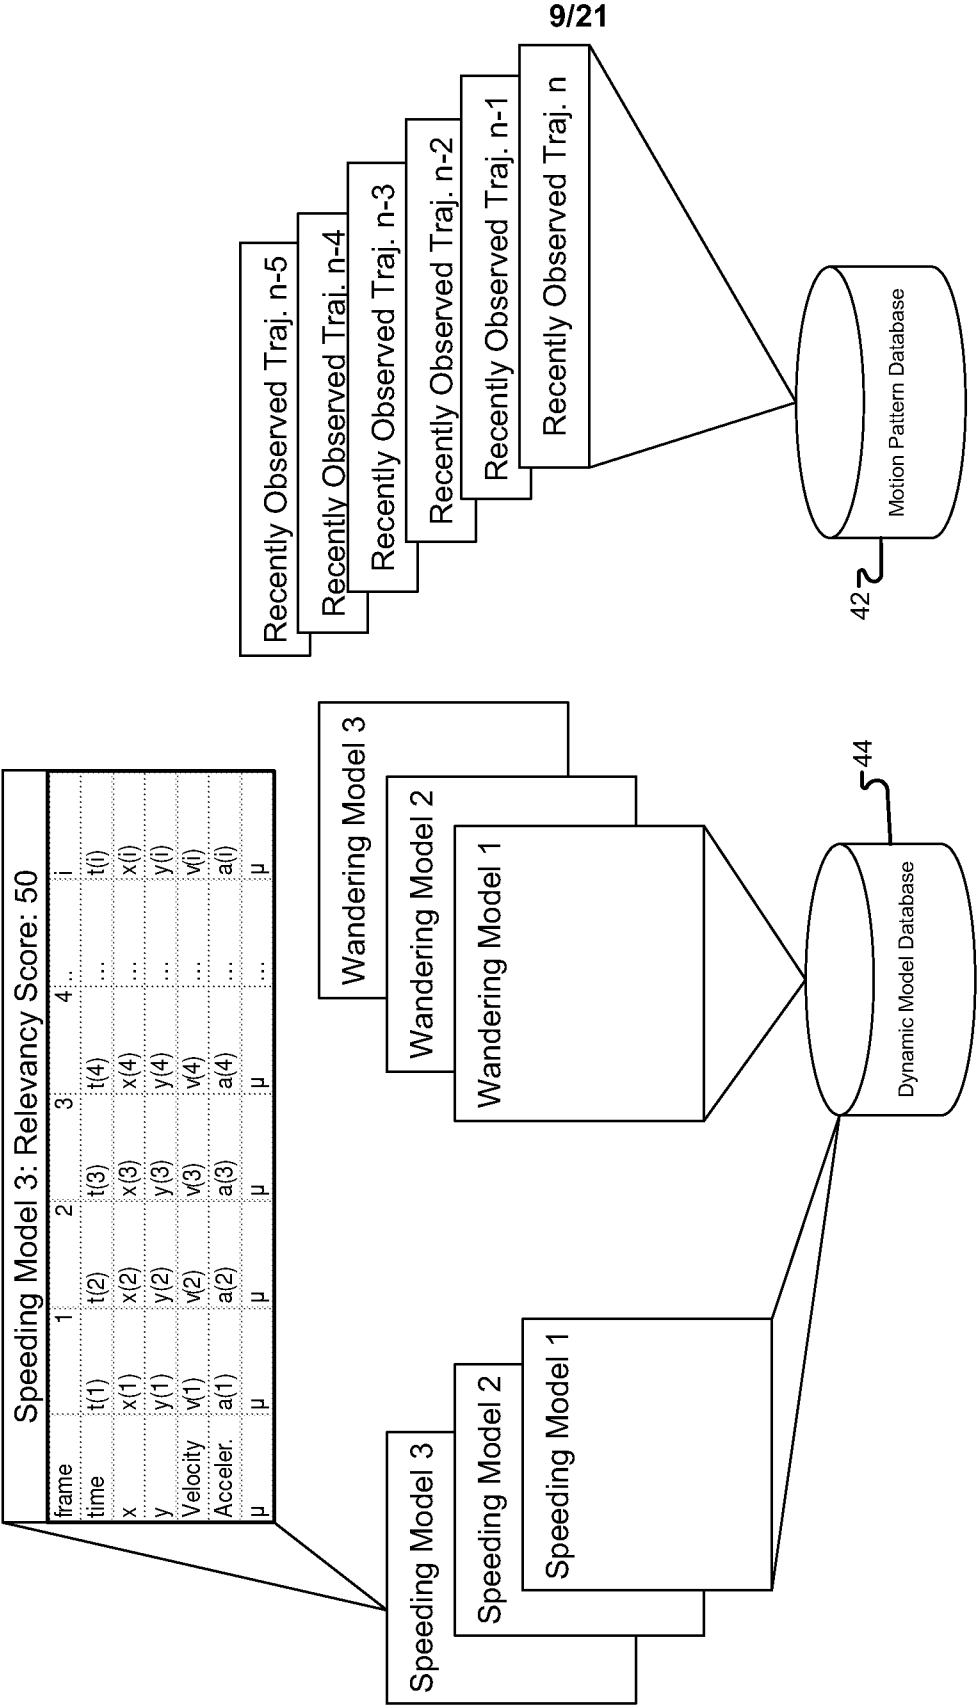 9/21
Speeding Model 3: Relevancy Score: 50
frame 1 2 3 4 .. i
time t(1) t(2) t(3) t(4) ... t(i)
x x(1) x(2) x(3) x(4) ... x(i)
y y(1) y(2) y(3) y(4) ... y(i)
Velocity v(1) v(2) v(3) v(4) ... v(i)
Acceler. a(1) a(2) a(3) a(4) ... a(i)
µ µ µ µ µ ... µ
Speeding Model 3
Speeding Model 2
Speeding Model 1
Wandering Model 3
Wandering Model 2
Wandering Model 1
Dynamic Model Database
44
Recently Observed Traj. n-5
Recently Observed Traj. n-4
Recently Observed Traj. n-3
Recently Observed Traj. n-2
Recently Observed Traj. n-1
Recently Observed Traj. n
Motion Pattern Database
42